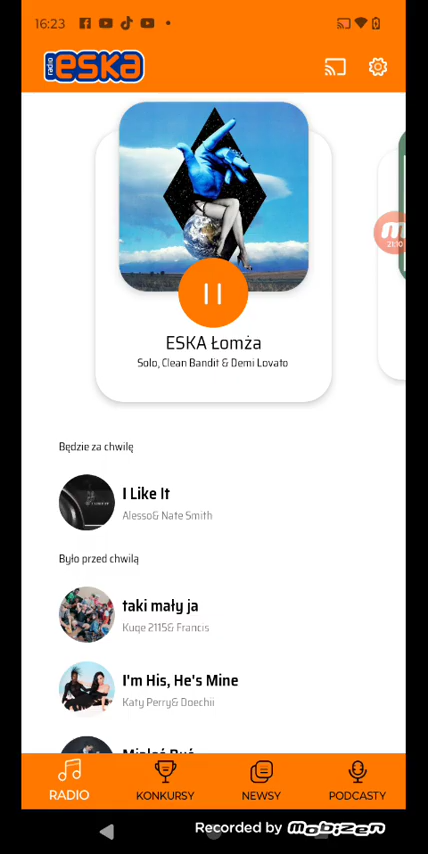 16:23
radio
eska
21:10
ESKA Łomża
Solo, Clean Bandit & Demi Lovato
Będzie za chwilę
I Like It
Alesso& Nate Smith
Było przed chwilą
taki mały ja
Kuqe 2115& Francis
I'm His, He's Mine
Katy Perry& Doechii
RADIO
KONKURSY
NEWSY
PODCASTY
Recorded by Mobizen